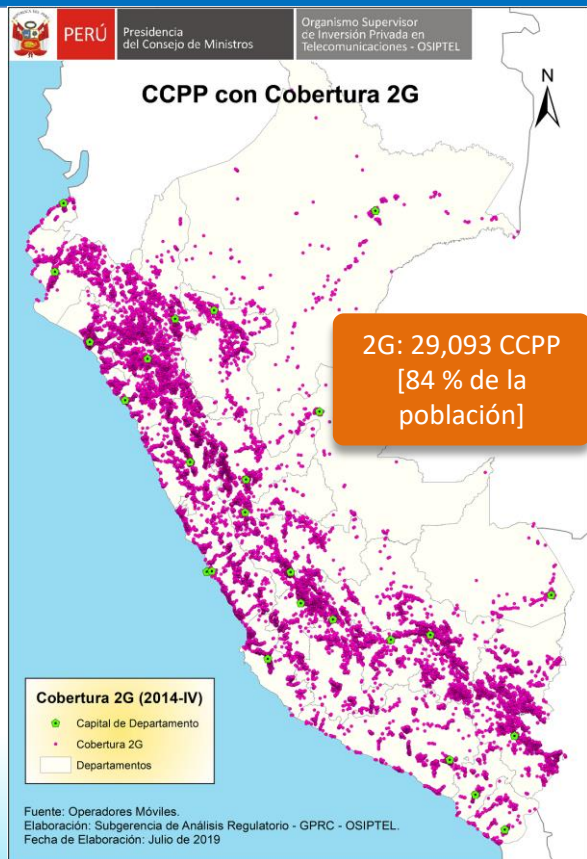 PERÚ
Presidencia
del Consejo de Ministros
Organismo Supervisor
de Inversión Privada en
Telecomunicaciones - OSIPTEL
CCPP con Cobertura 2G
N
2G: 29,093 CCPP
[84 % de la
población]
Cobertura 2G (2014-IV)
Capital de Departamento
Cobertura 2G
Departamentos
Fuente: Operadores Móviles.
Elaboración: Subgerencia de Análisis Regulatorio - GPRC - OSIPTEL.
Fecha de Elaboración: Julio de 2019